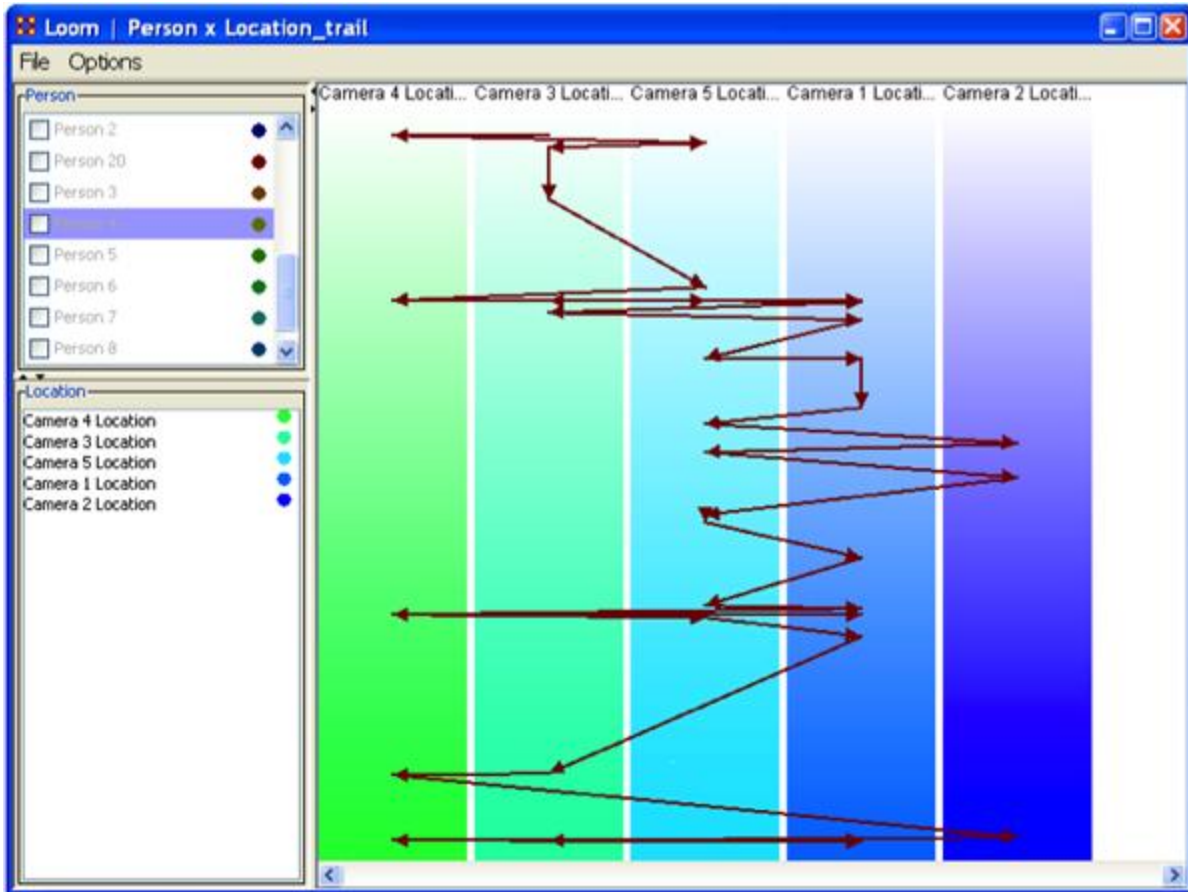 Loom | Person x Location_trail
File Options
Person
Person 2
Person 20
Person 3
Person 5
Person 6
Person 7
Person 8
Location
Camera 4 Location
Camera 3 Location
Camera 5 Location
Camera 1 Location
Camera 2 Location
Camera 4 Locati... Camera 3 Locati... Camera 5 Locati... Camera 1 Locati... Camera 2 Locati...